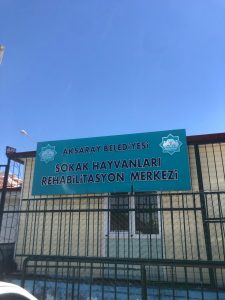 AKSARAY BELEDİYESİ
SOKAK HAYVANLARI
REHABİLİTASYON MERKEZİ